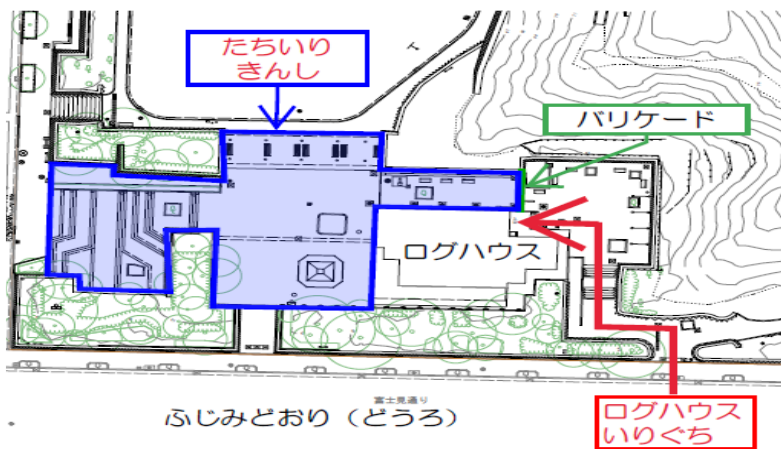 たちいり
きんし
バリケード
ログハウス
富士見通り
ふじみどおり（どうろ）
ログハウス
いりぐち